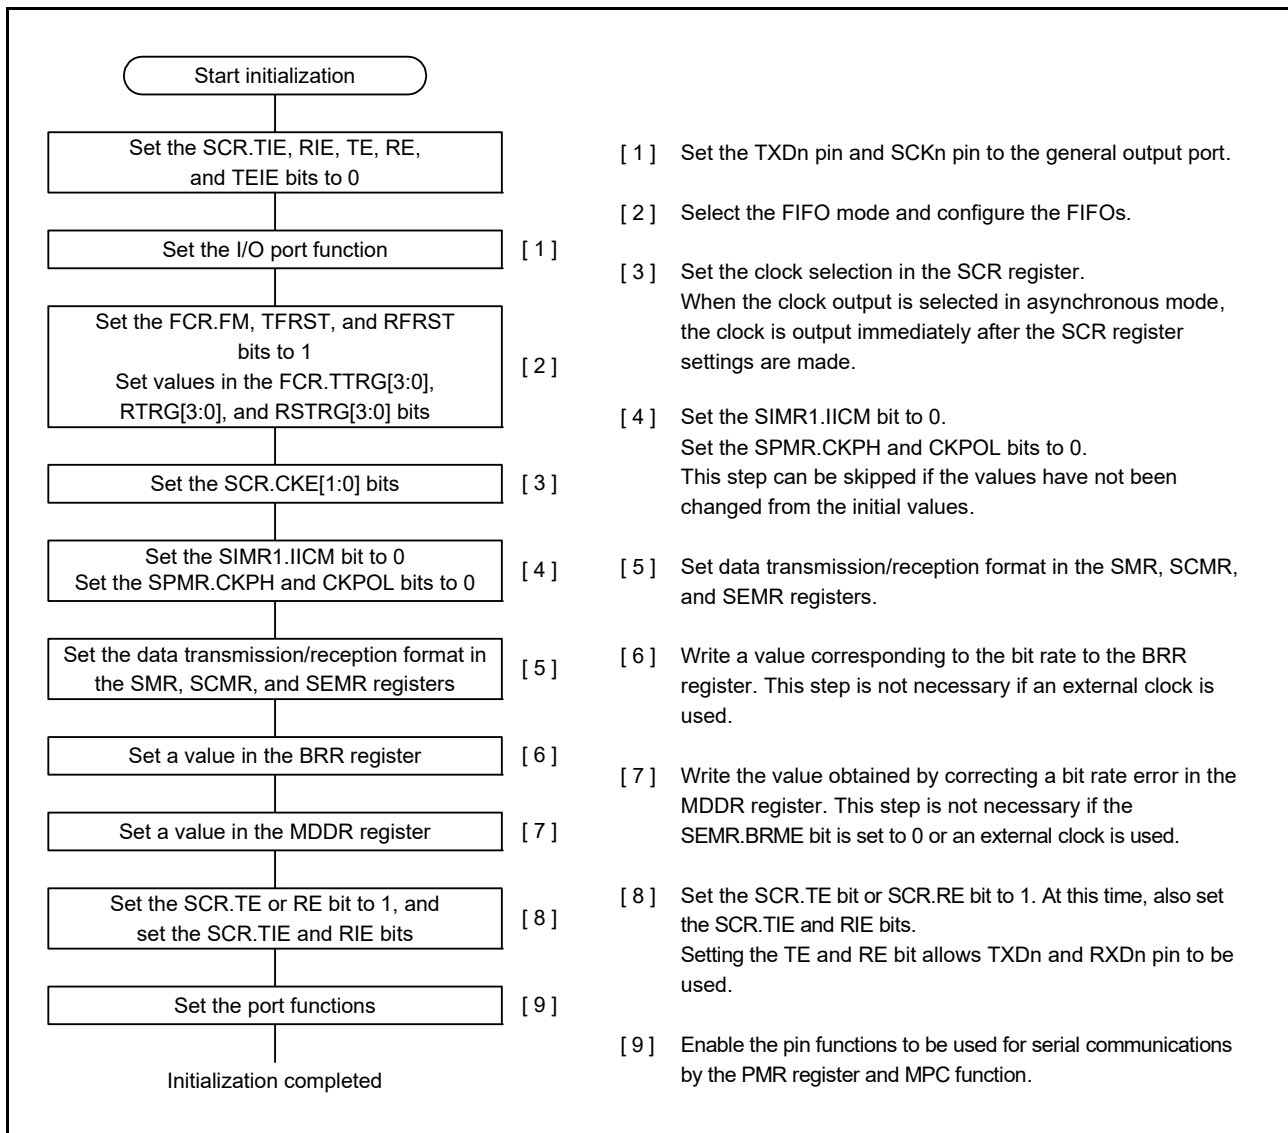 Start initialization
Set the SCR.TIE, RIE, TE, RE,
and TEIE bits to 0
Set the I/O port function
[ 1 ]
Set the FCR.FM, TFRST, and RFRST
bits to 1
Set values in the FCR.TTRG[3:0],
RTRG[3:0], and RSTRG[3:0] bits
[ 2 ]
Set the SCR.CKE[1:0] bits
[ 3 ]
Set the SIMR1.IICM bit to 0
Set the SPMR.CKPH and CKPOL bits to 0
[ 4 ]
Set the data transmission/reception format in
the SMR, SCMR, and SEMR registers
[ 5 ]
Set a value in the BRR register
[ 6 ]
Set a value in the MDDR register
[ 7 ]
Set the SCR.TE or RE bit to 1, and
set the SCR.TIE and RIE bits
[ 8 ]
Set the port functions
[ 9 ]
Initialization completed
[ 1 ] Set the TXDn pin and SCKn pin to the general output port.
[ 2 ] Select the FIFO mode and configure the FIFOs.
[ 3 ] Set the clock selection in the SCR register.
When the clock output is selected in asynchronous mode,
the clock is output immediately after the SCR register
settings are made.
[ 4 ] Set the SIMR1.IICM bit to 0.
Set the SPMR.CKPH and CKPOL bits to 0.
This step can be skipped if the values have not been
changed from the initial values.
[ 5 ] Set data transmission/reception format in the SMR, SCMR,
and SEMR registers.
[ 6 ] Write a value corresponding to the bit rate to the BRR
register. This step is not necessary if an external clock is
used.
[ 7 ] Write the value obtained by correcting a bit rate error in the
MDDR register. This step is not necessary if the
SEMR.BRME bit is set to 0 or an external clock is used.
[ 8 ] Set the SCR.TE bit or SCR.RE bit to 1. At this time, also set
the SCR.TIE and RIE bits.
Setting the TE and RE bit allows TXDn and RXDn pin to be
used.
[ 9 ] Enable the pin functions to be used for serial communications
by the PMR register and MPC function.